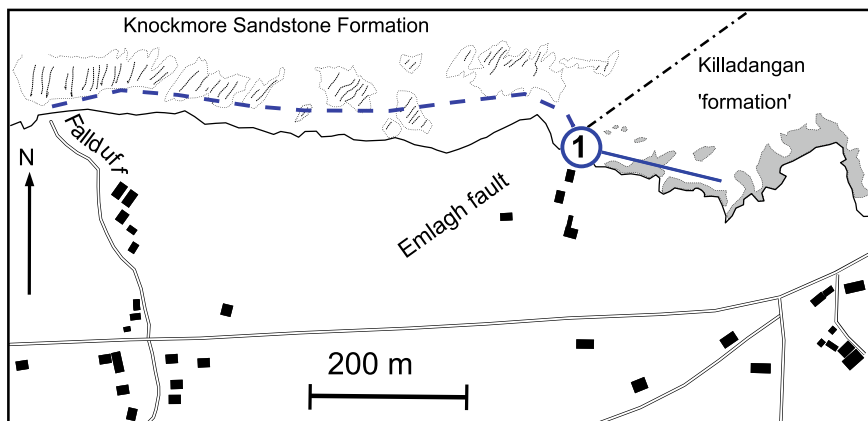 Knockmore Sandstone Formation
Killadangan
'formation'
Fallduff
N
1
Emlagh fault
200 m